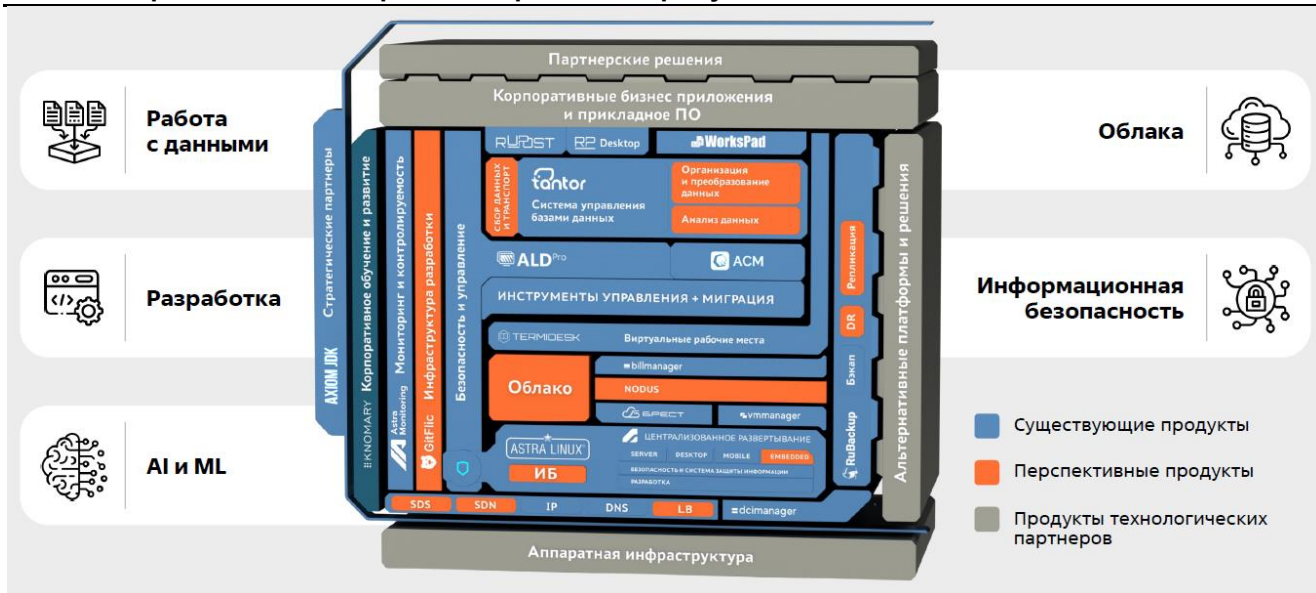 Работа
с данными
Разработка
AI и ML
Партнерские решения
Корпоративные бизнес приложения
и прикладное ПО
AXIOM JDK Стратегические партнеры
KNOMARY Корпоративное обучение и развитие
Astra
Monitoring Мониторинг и контролируемость
GitFlic Инфраструктура разработки
Безопасность и управление
RUPOST
RP Desktop
WorksPad
СБОР ДАННЫХ
И ТРАНСПОРТ
tantor
Система управления
базами данных
Организация
и преобразование
данных
Анализ данных
ALD Pro
ACM
ИНСТРУМЕНТЫ УПРАВЛЕНИЯ + МИГРАЦИЯ
TERMIDESK
Виртуальные рабочие места
Облако
billmanager
NODUS
SPECT
vmmanager
ASTRA LINUX
ИБ
ЦЕНТРАЛИЗОВАННОЕ РАЗВЕРТЫВАНИЕ
SERVER
DESKTOP
MOBILE
EMBEDDED
БЕЗОПАСНОСТЬ И СИСТЕМА ЗАЩИТЫ ИНФОРМАЦИИ
РАЗРАБОТКА
SDS
SDN
IP
DNS
LB
dcimanager
Репликация
DR
Бэкап
RuBackup
Альтернативные платформы и решения
Аппаратная инфраструктура
Облака
Информационная
безопасность
Существующие продукты
Перспективные продукты
Продукты технологических
партнеров